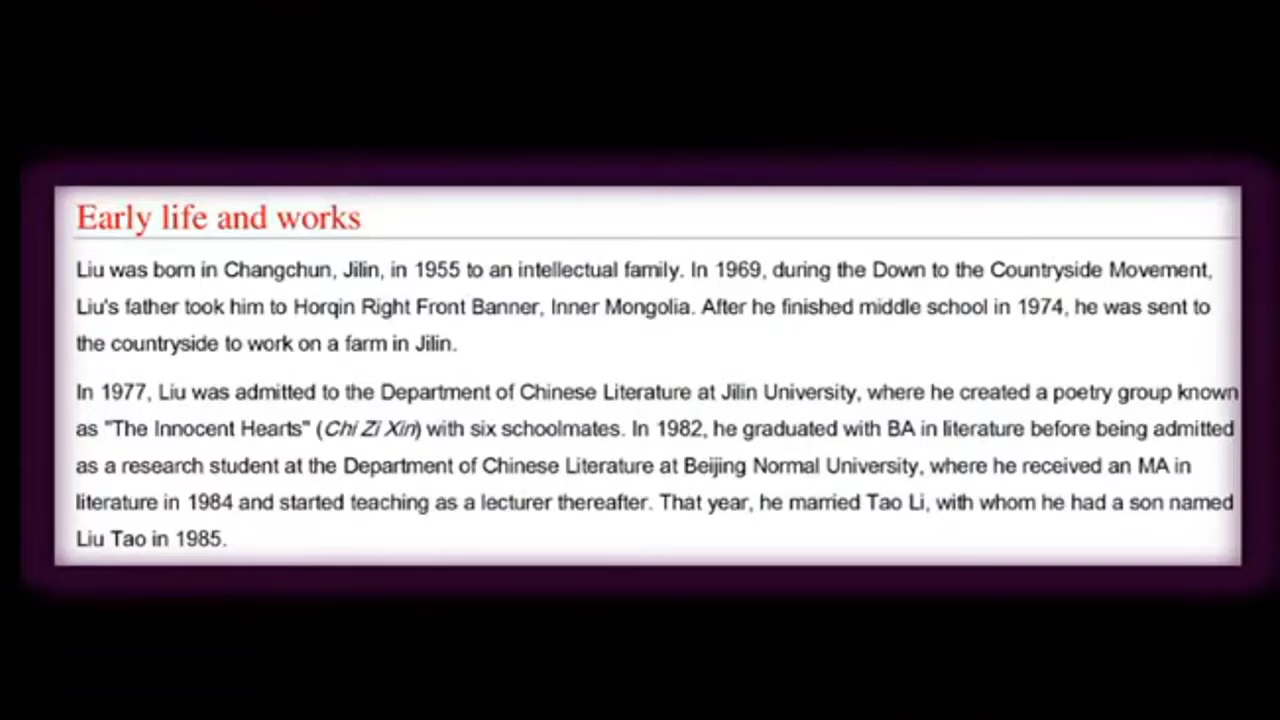 Early life and works
Liu was born in Changchun, Jilin, in 1955 to an intellectual family. In 1969, during the Down to the Countryside Movement,
Liu's father took him to Horqin Right Front Banner, Inner Mongolia. After he finished middle school in 1974, he was sent to
the countryside to work on a farm in Jilin.
In 1977, Liu was admitted to the Department of Chinese Literature at Jilin University, where he created a poetry group known
as "The Innocent Hearts" (Chi Zi Xin) with six schoolmates. In 1982, he graduated with BA in literature before being admitted
as a research student at the Department of Chinese Literature at Beijing Normal University, where he received an MA in
literature in 1984 and started teaching as a lecturer thereafter. That year, he married Tao Li, with whom he had a son named
Liu Tao in 1985.